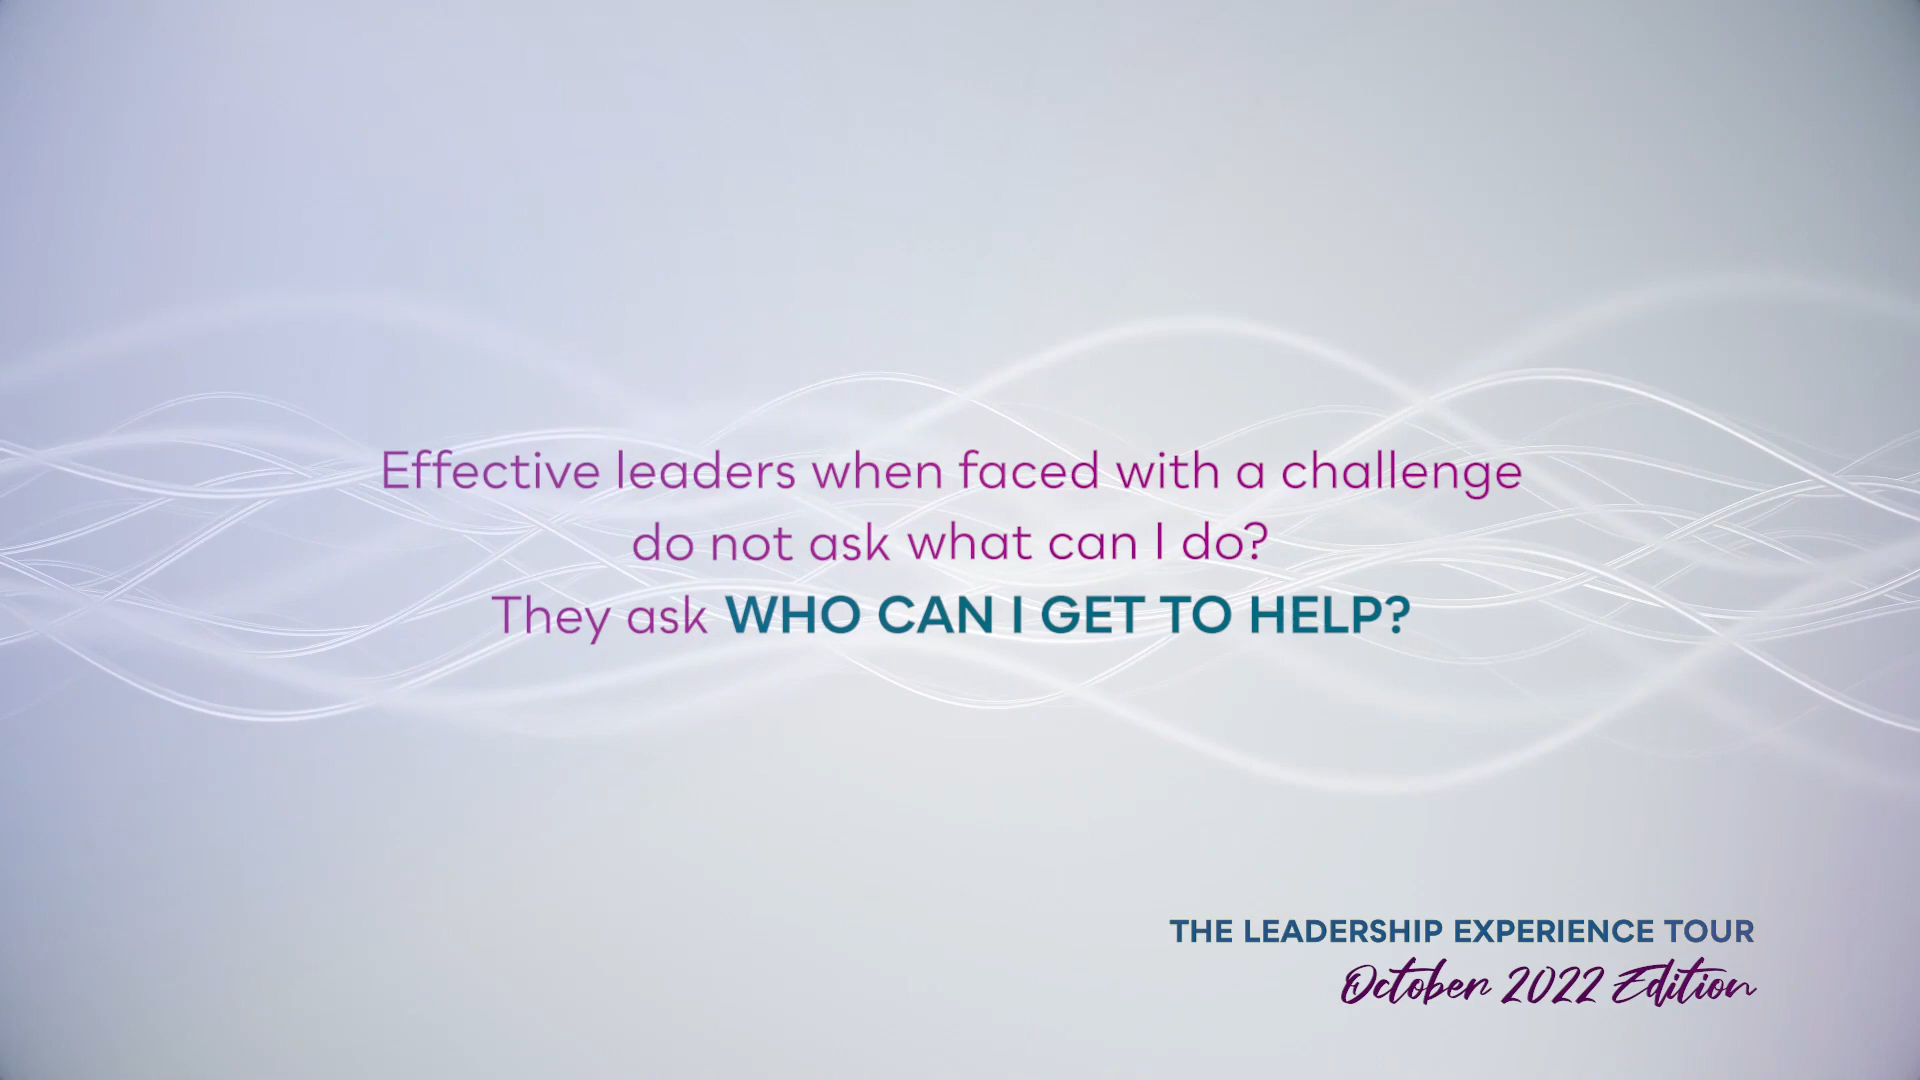 Effective leaders when faced with a challenge
do not ask what can I do?
They ask WHO CAN I GET TO HELP?
THE LEADERSHIP EXPERIENCE TOUR
October 2022 Edition